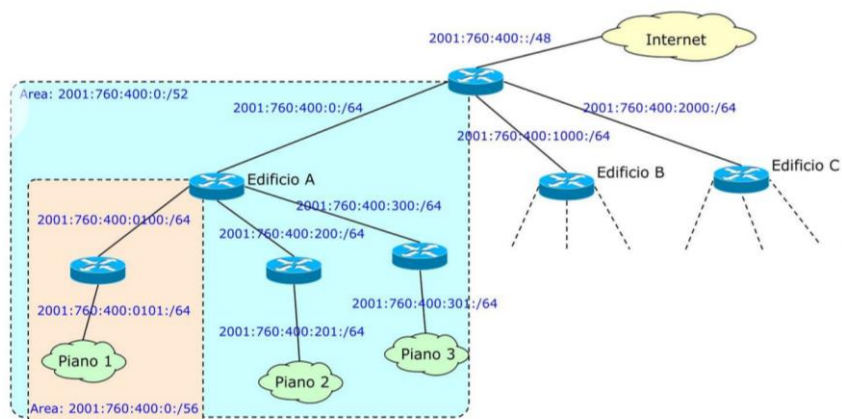 2001:760:400::/48
Internet
Area: 2001:760:400:0:/52
2001:760:400:0:/64
2001:760:400:2000:/64
2001:760:400:1000:/64
Edificio A
Edificio B
Edificio C
2001:760:400:0100:/64
2001:760:400:200:/64
2001:760:400:300:/64
2001:760:400:0101:/64
2001:760:400:201:/64
2001:760:400:301:/64
Piano 1
Piano 2
Piano 3
Area: 2001:760:400:0:/56